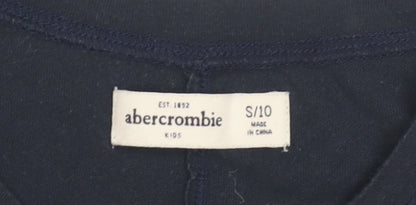 EST. 1892
abercrombie
KIDS
S/10
MADE
IN CHINA